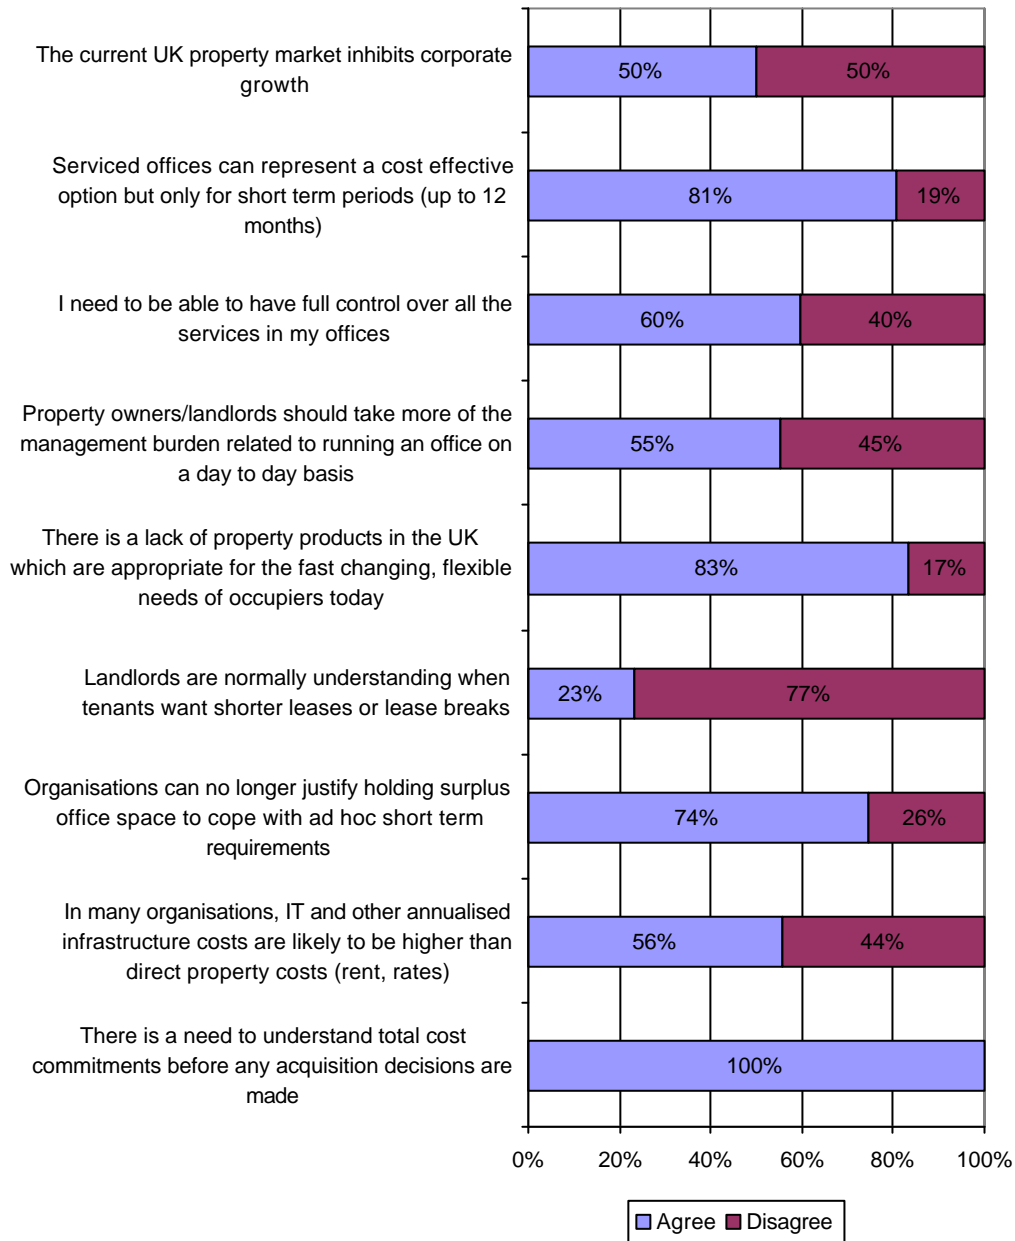 The current UK property market inhibits corporate
growth
50%
50%
Serviced offices can represent a cost effective
option but only for short term periods (up to 12
months)
81%
19%
I need to be able to have full control over all the
services in my offices
60%
40%
Property owners/landlords should take more of the
management burden related to running an office on
a day to day basis
55%
45%
There is a lack of property products in the UK
which are appropriate for the fast changing, flexible
needs of occupiers today
83%
17%
Landlords are normally understanding when
tenants want shorter leases or lease breaks
23%
77%
Organisations can no longer justify holding surplus
office space to cope with ad hoc short term
requirements
74%
26%
In many organisations, IT and other annualised
infrastructure costs are likely to be higher than
direct property costs (rent, rates)
56%
44%
There is a need to understand total cost
commitments before any acquisition decisions are
made
100%
0% 20% 40% 60% 80% 100%
Agree Disagree